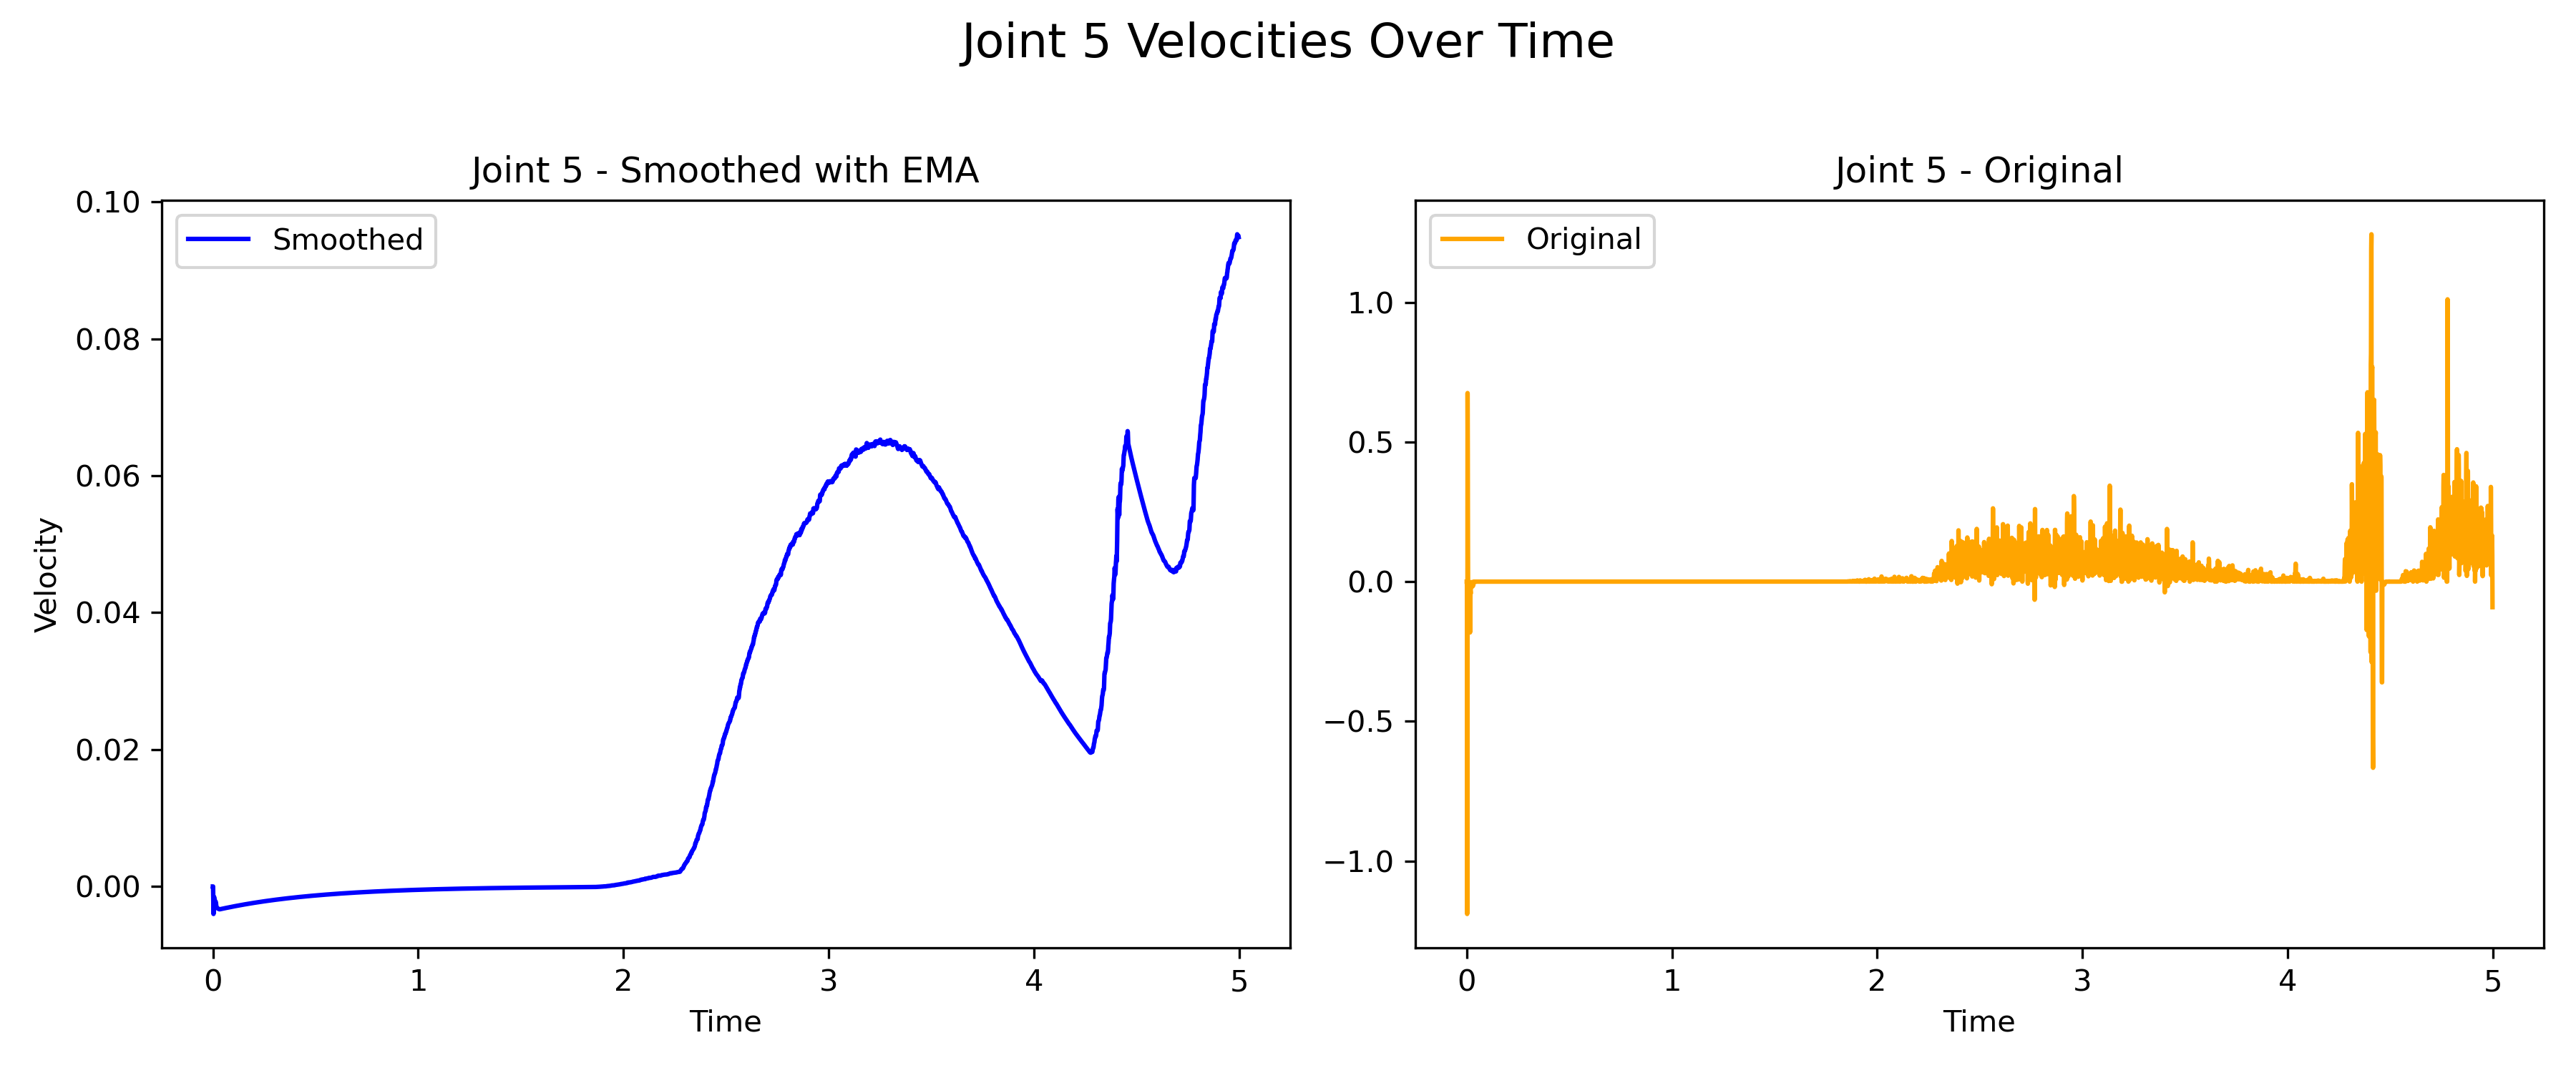 Joint 5 Velocities Over Time
Joint 5 - Smoothed with EMA
Smoothed
Velocity
0.10
0.08
0.06
0.04
0.02
0.00
0 1 2 3 4 5
Time
Joint 5 - Original
Original
1.0
0.5
0.0
−0.5
−1.0
0 1 2 3 4 5
Time